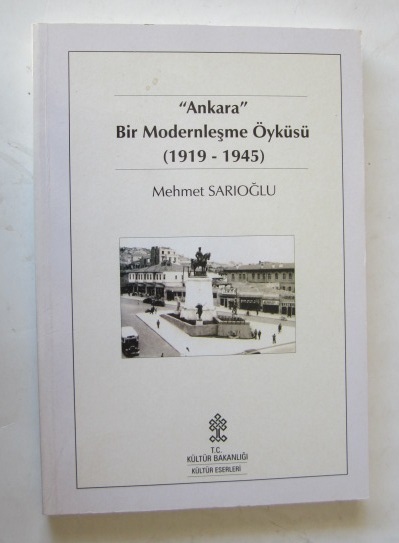 “Ankara”
Bir Modernleşme Öyküsü
(1919 - 1945)
Mehmet SARIOĞLU
T.C.
KÜLTÜR BAKANLIĞI
KÜLTÜR ESERLERİ